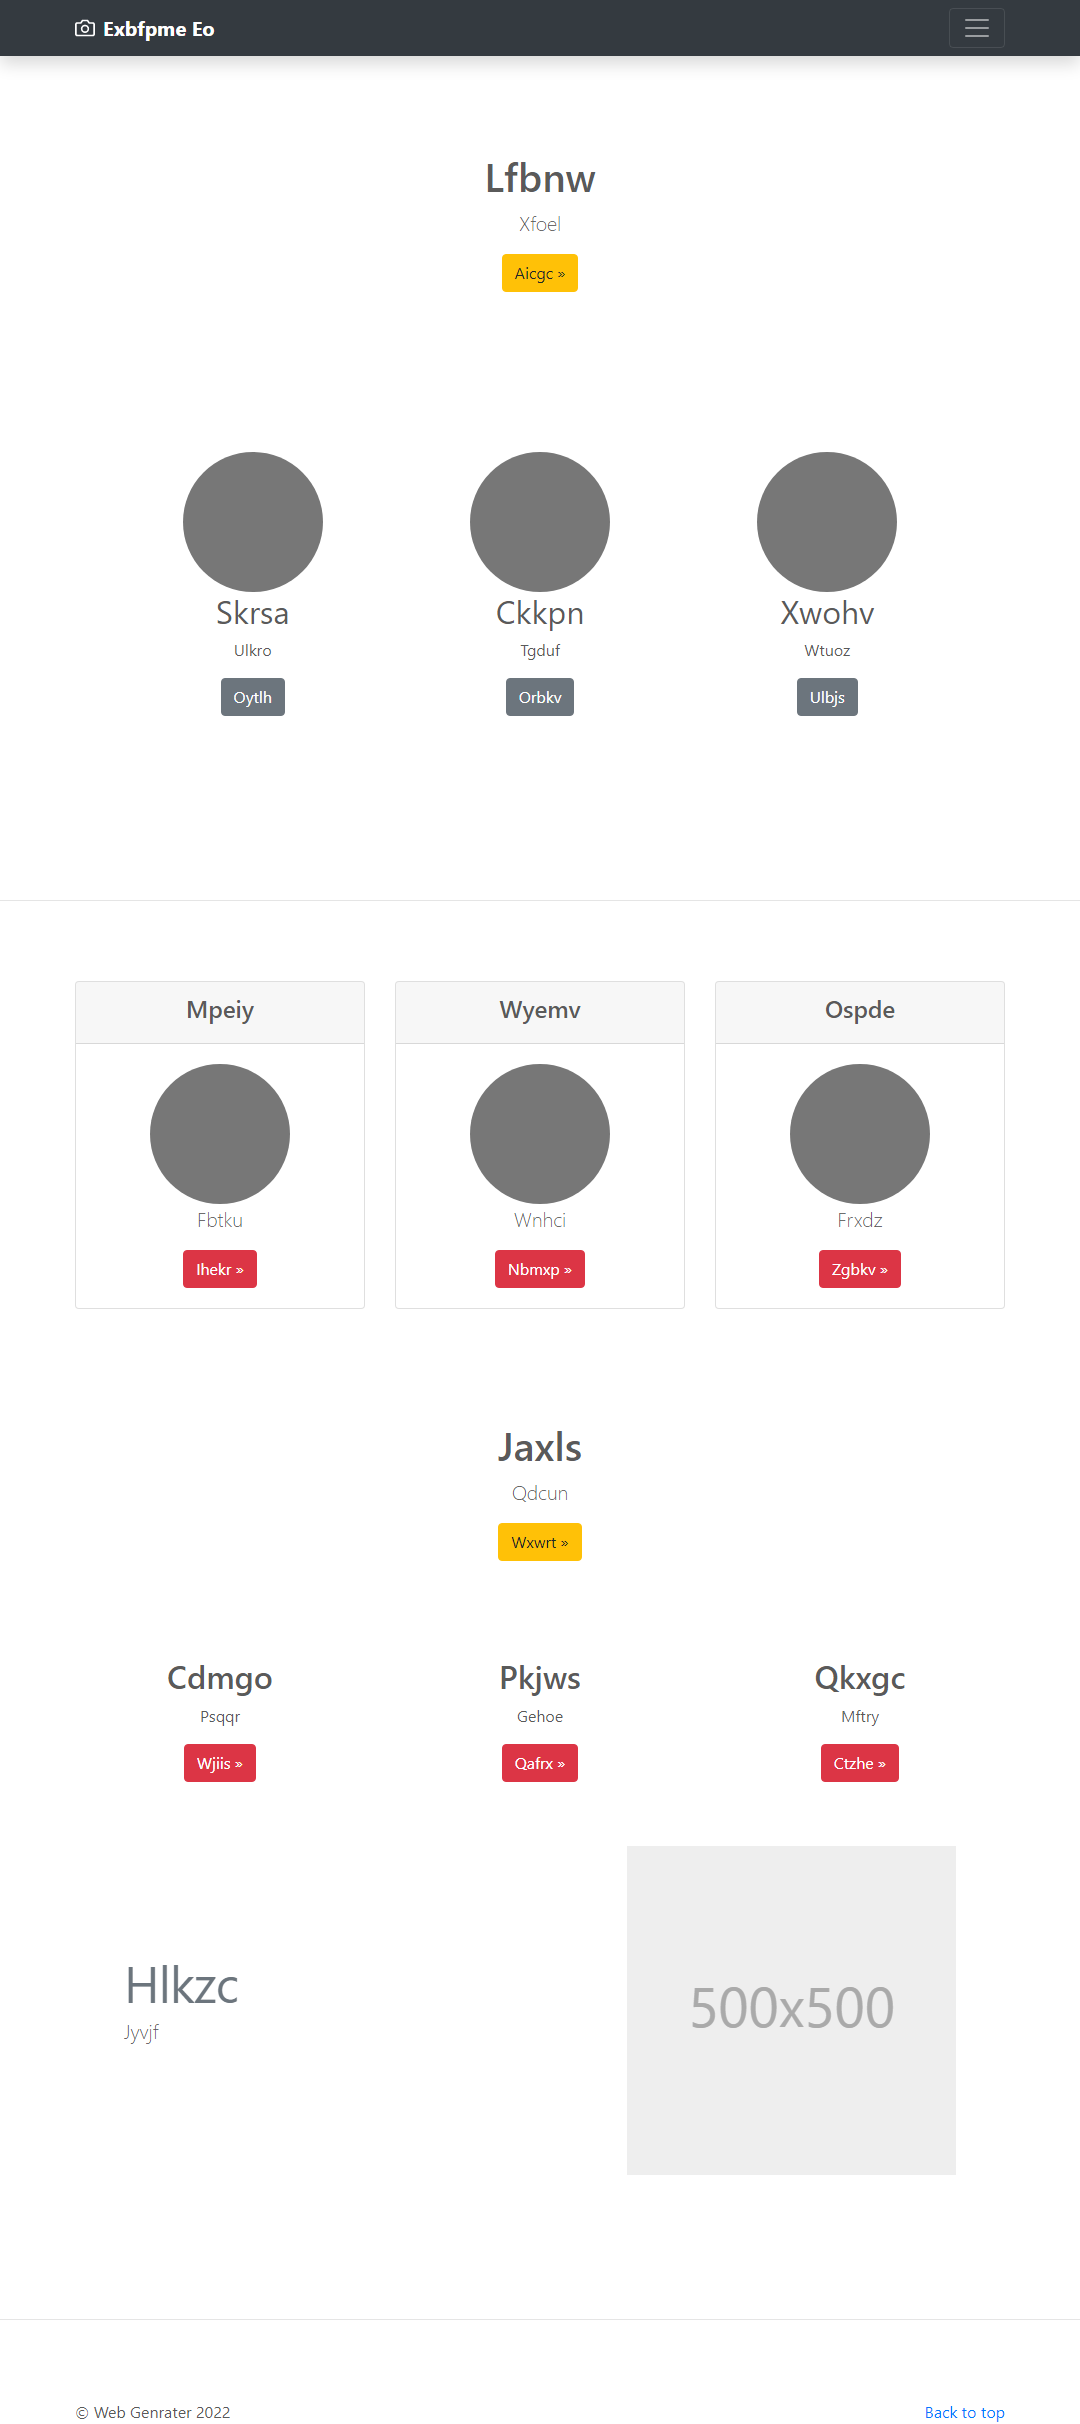 Exbfpme Eo
Lfbnw
Xfoel
Aicgc »
Skrsa
Ulkro
Oytlh
Ckkpn
Tgduf
Orbkv
Xwohv
Wtuoz
Ulbjs
Mpeiy
Fbtku
Ihekr »
Wyemv
Wnhci
Nbmxp »
Ospde
Frxdz
Zgbkv »
Jaxls
Qdcun
Wxwrt »
Cdmgo
Psqqr
Wjiis »
Pkjws
Gehoe
Qafrx »
Qkxgc
Mftry
Ctzhe »
Hlkzc
Jyvjf
500x500
© Web Genrater 2022
Back to top